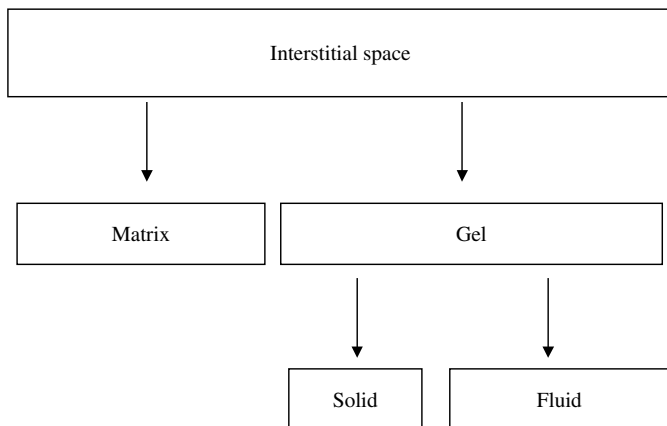 Interstitial space
Matrix
Gel
Solid
Fluid